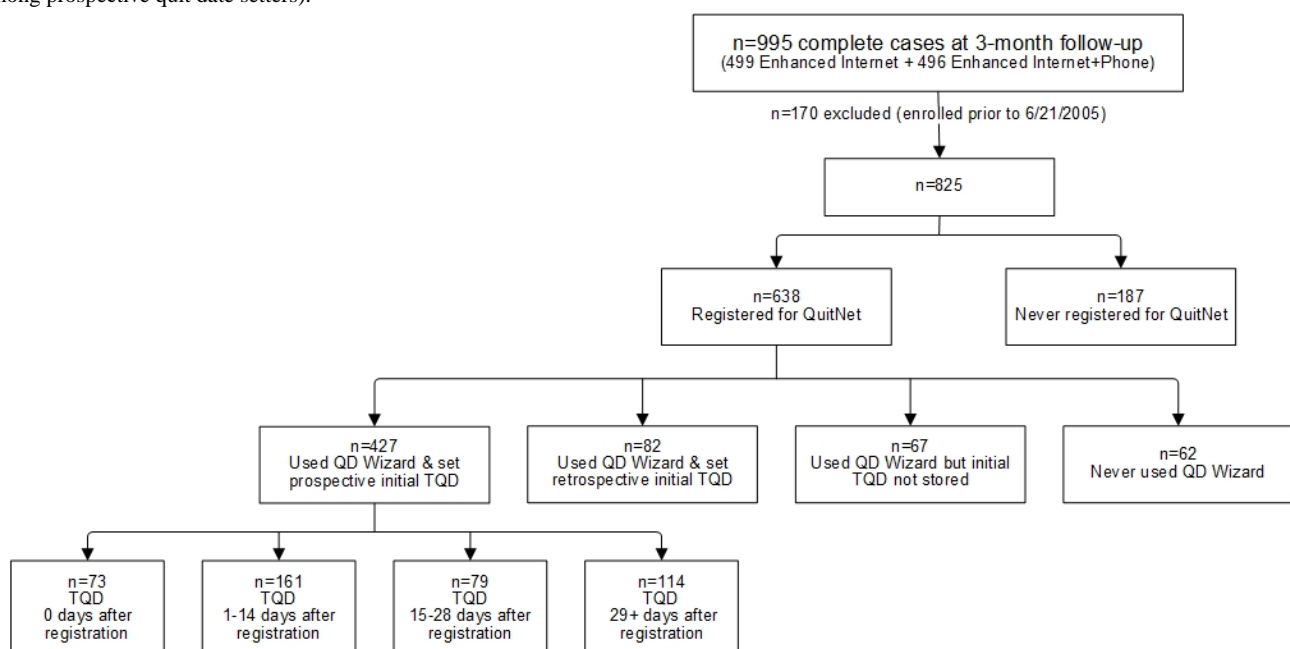 ong prospective quit date setters).
n=995 complete cases at 3-month follow-up
(499 Enhanced Internet + 496 Enhanced Internet+Phone)
n=170 excluded (enrolled prior to 6/21/2005)
n=825
n=638
Registered for QuitNet
n=187
Never registered for QuitNet
n=427
Used QD Wizard & set
prospective initial TQD
n=82
Used QD Wizard & set
retrospective initial TQD
n=67
Used QD Wizard but initial
TQD not stored
n=62
Never used QD Wizard
n=73
TQD
0 days after
registration
n=161
TQD
1-14 days after
registration
n=79
TQD
15-28 days after
registration
n=114
TQD
29+ days after
registration